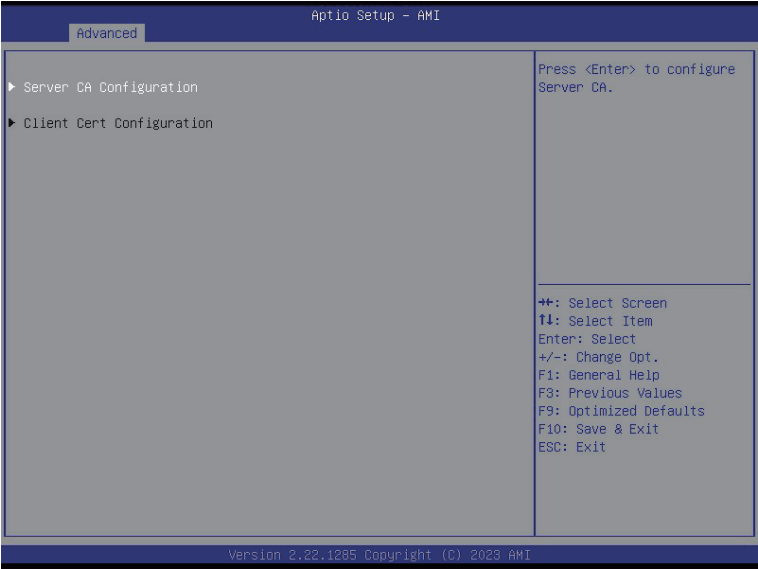 Aptio Setup – AMI
Advanced
▶ Server CA Configuration
▶ Client Cert Configuration
Press <Enter> to configure
Server CA.
→←: Select Screen
↑↓: Select Item
Enter: Select
+/-: Change Opt.
F1: General Help
F3: Previous Values
F9: Optimized Defaults
F10: Save & Exit
ESC: Exit
Version 2.22.1285 Copyright (C) 2023 AMI